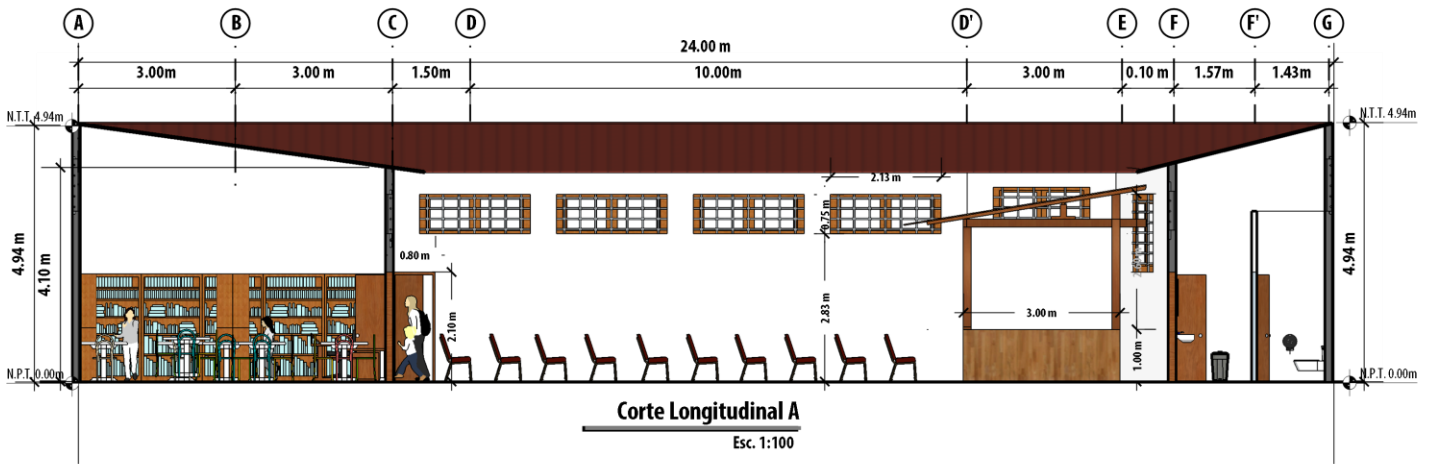 A B C D D' E F F' G
24.00 m
3.00m 3.00 m 1.50m 10.00m 3.00 m 0.10 m 1.57m 1.43m
N.T.T. 4.94m N.T.T. 4.94m
2.13 m
0.75 m
4.94 m 4.10 m 0.80 m 4.94 m
2.10 m 2.83 m 3.00 m
1.00 m
N.P.T. 0.00m N.P.T. 0.00m
Corte Longitudinal A
Esc. 1:100